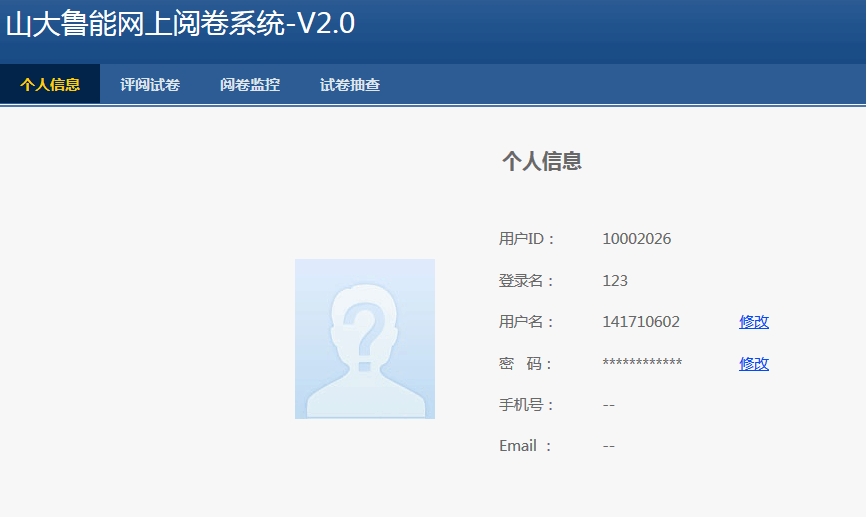 山大鲁能网上阅卷系统-V2.0
个人信息 评阅试卷 阅卷监控 试卷抽查
个人信息
用户ID： 10002026
登录名： 123
用户名： 141710602 修改
密 码： ************ 修改
手机号： --
Email ： --